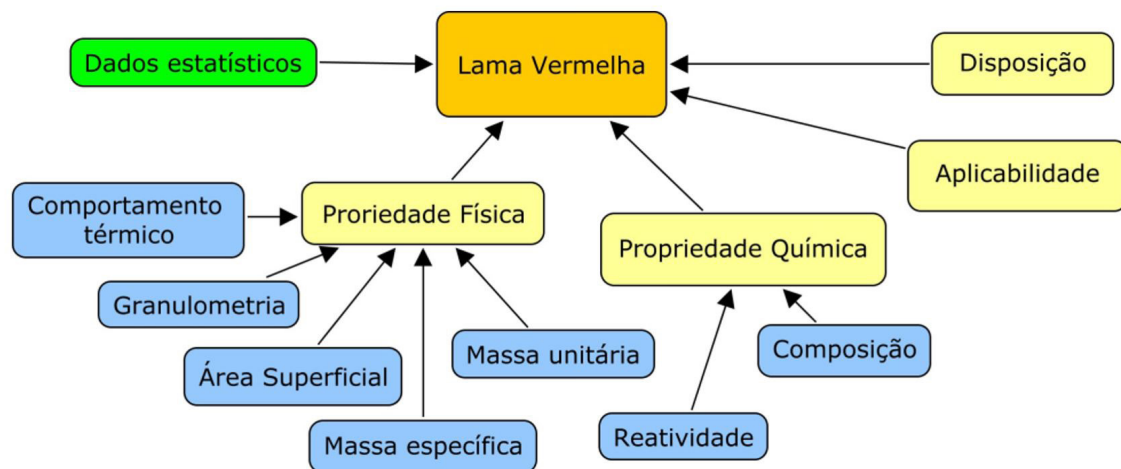 Dados estatísticos
Lama Vermelha
Disposição
Aplicabilidade
Comportamento
térmico
Proriedade Física
Propriedade Química
Granulometria
Área Superficial
Massa unitária
Composição
Massa específica
Reatividade